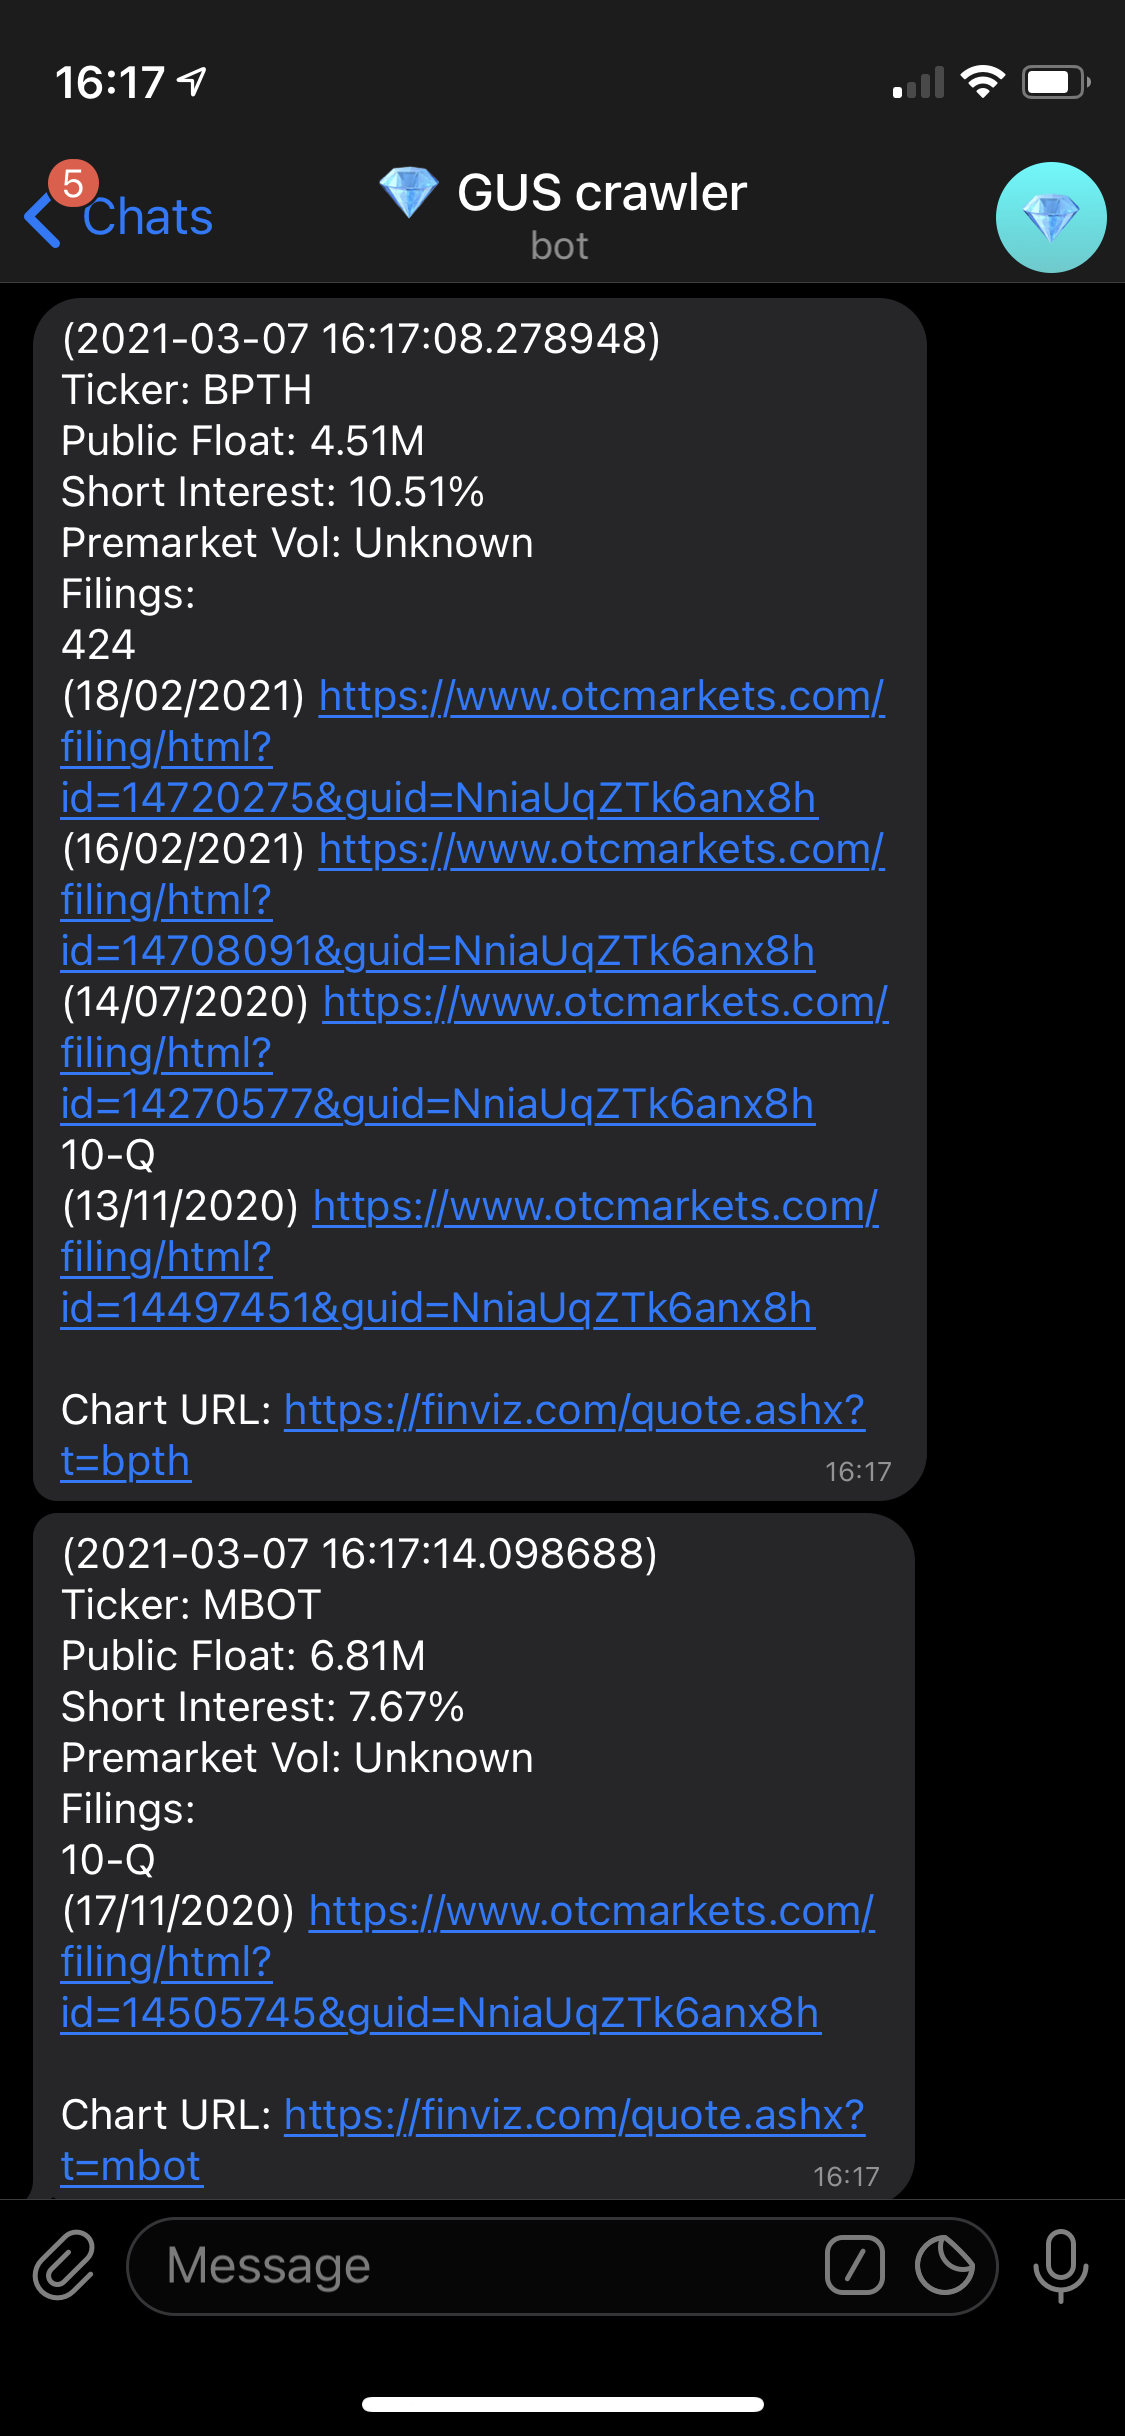 16:17
5
Chats
GUS crawler
bot
(2021-03-07 16:17:08.278948)
Ticker: BPTH
Public Float: 4.51M
Short Interest: 10.51%
Premarket Vol: Unknown
Filings:
424
(18/02/2021) https://www.otcmarkets.com/
filing/html?
id=14720275&guid=NniaUqZTk6anx8h
(16/02/2021) https://www.otcmarkets.com/
filing/html?
id=14708091&guid=NniaUqZTk6anx8h
(14/07/2020) https://www.otcmarkets.com/
filing/html?
id=14270577&guid=NniaUqZTk6anx8h
10-Q
(13/11/2020) https://www.otcmarkets.com/
filing/html?
id=14497451&guid=NniaUqZTk6anx8h
Chart URL: https://finviz.com/quote.ashx?
t=bpth
16:17
(2021-03-07 16:17:14.098688)
Ticker: MBOT
Public Float: 6.81M
Short Interest: 7.67%
Premarket Vol: Unknown
Filings:
10-Q
(17/11/2020) https://www.otcmarkets.com/
filing/html?
id=14505745&guid=NniaUqZTk6anx8h
Chart URL: https://finviz.com/quote.ashx?
t=mbot
16:17
Message